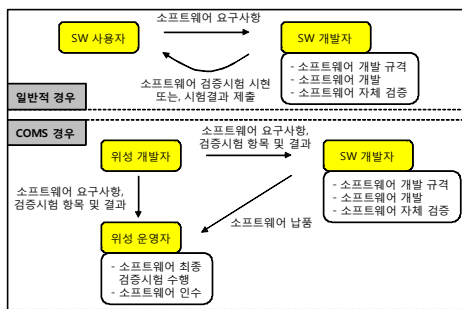 소프트웨어 요구사항
SW 사용자
SW 개발자
- 소프트웨어 개발 규격
- 소프트웨어 개발
- 소프트웨어 자체 검증
소프트웨어 검증시험 시현
또는, 시험결과 제출
일반적 경우
COMS 경우
소프트웨어 요구사항,
검증시험 항목 및 결과
위성 개발자
SW 개발자
- 소프트웨어 개발 규격
- 소프트웨어 개발
- 소프트웨어 자체 검증
소프트웨어 요구사항,
검증시험 항목 및 결과
소프트웨어 납품
위성 운영자
- 소프트웨어 최종
검증시험 수행
- 소프트웨어 인수